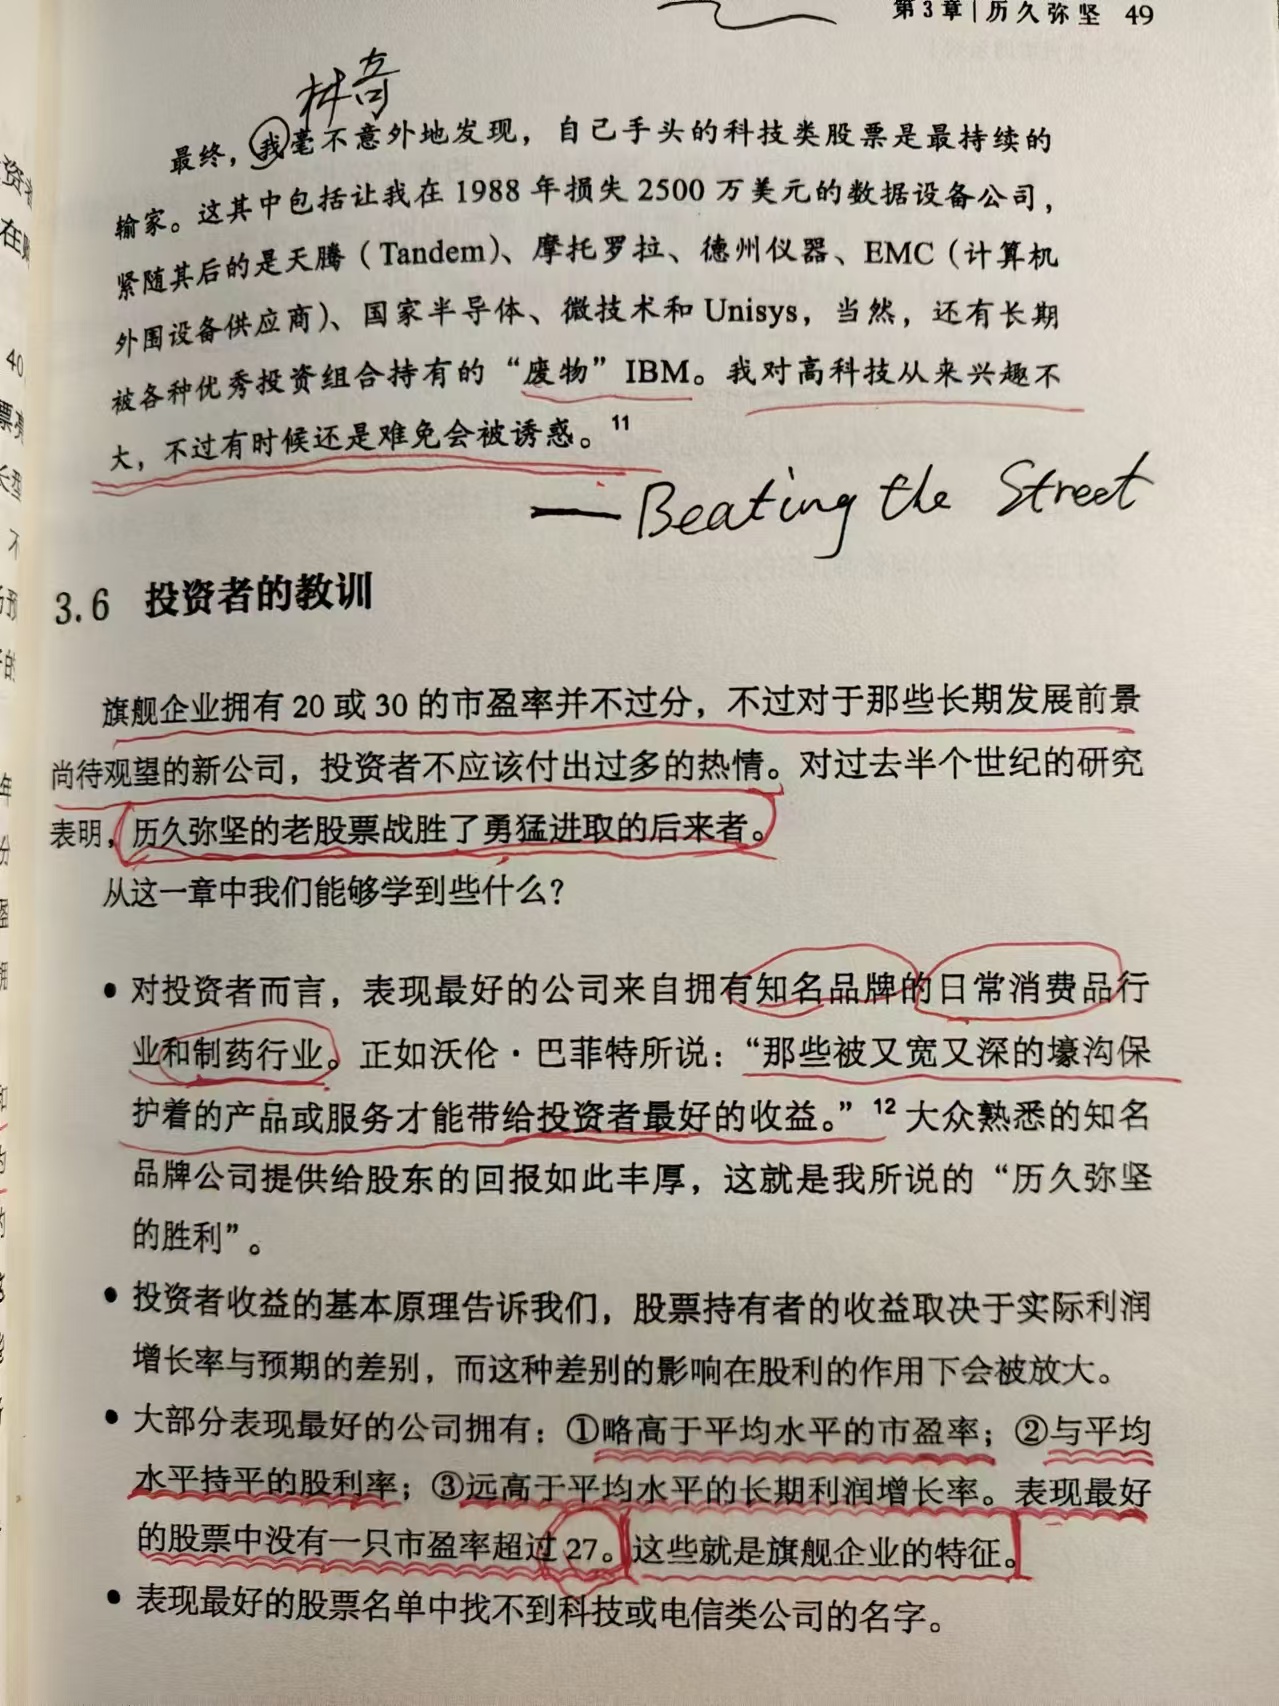 第3章 | 历久弥坚 49
林奇
最终，我毫不意外地发现，自己手头的科技类股票是最持续的
输家。这其中包括让我在 1988 年损失 2500 万美元的数据设备公司，
紧随其后的是天腾（Tandem）、摩托罗拉、德州仪器、EMC（计算机
外围设备供应商）、国家半导体、微技术和 Unisys，当然，还有长期
被各种优秀投资组合持有的“废物”IBM。我对高科技从来兴趣不
大，不过有时候还是难免会被诱惑。11
— Beating the Street
3.6 投资者的教训
旗舰企业拥有 20 或 30 的市盈率并不过分，不过对于那些长期发展前景
尚待观望的新公司，投资者不应该付出过多的热情。对过去半个世纪的研究
表明，历久弥坚的老股票战胜了勇猛进取的后来者。
从这一章中我们能够学到些什么？
• 对投资者而言，表现最好的公司来自拥有知名品牌的日常消费品行
业和制药行业。正如沃伦·巴菲特所说：“那些被又宽又深的壕沟保
护着的产品或服务才能带给投资者最好的收益。”12 大众熟悉的知名
品牌公司提供给股东的回报如此丰厚，这就是我所说的“历久弥坚
的胜利”。
• 投资者收益的基本原理告诉我们，股票持有者的收益取决于实际利润
增长率与预期的差别，而这种差别的影响在股利的作用下会被放大。
• 大部分表现最好的公司拥有：①略高于平均水平的市盈率；②与平均
水平持平的股利率；③远高于平均水平的长期利润增长率。表现最好
的股票中没有一只市盈率超过 27。这些就是旗舰企业的特征。
• 表现最好的股票名单中找不到科技或电信类公司的名字。